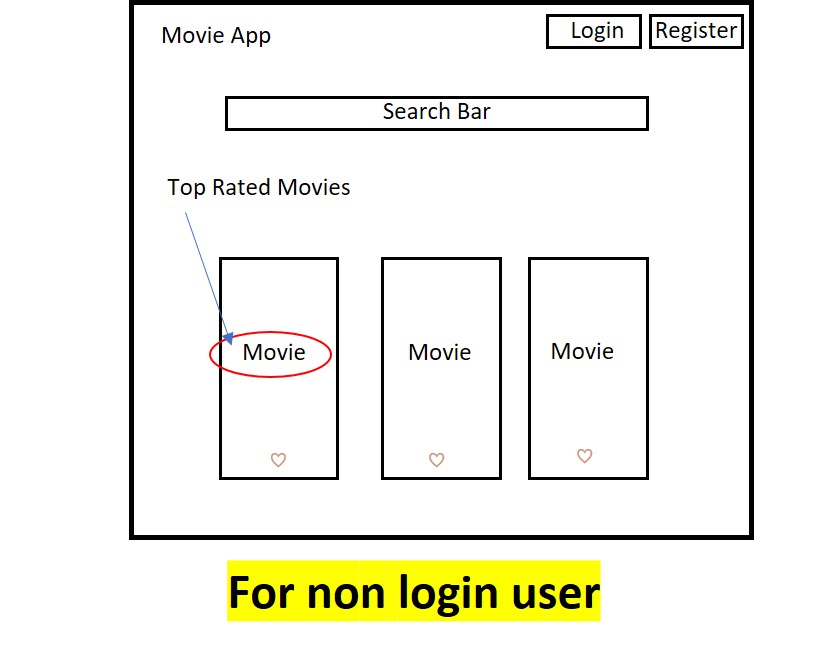 Movie App
Login
Register
Search Bar
Top Rated Movies
Movie
Movie
Movie
For non login user